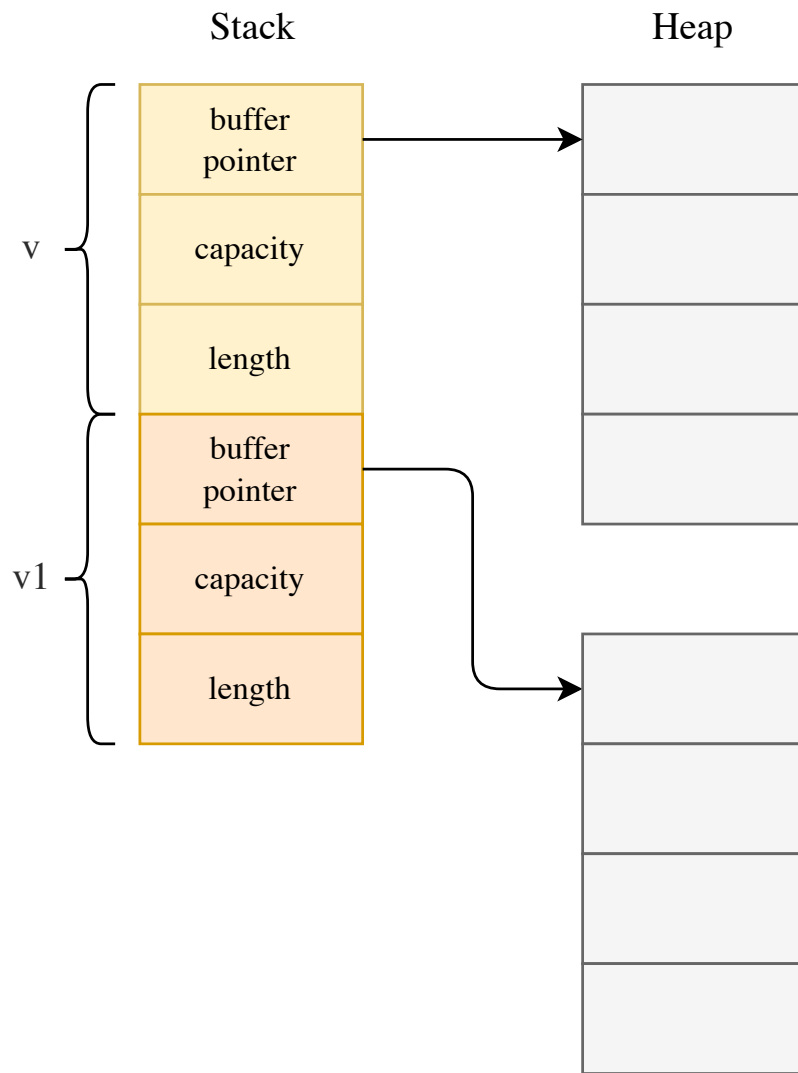 Stack
Heap
buffer
pointer
v
capacity
length
buffer
pointer
v1
capacity
length